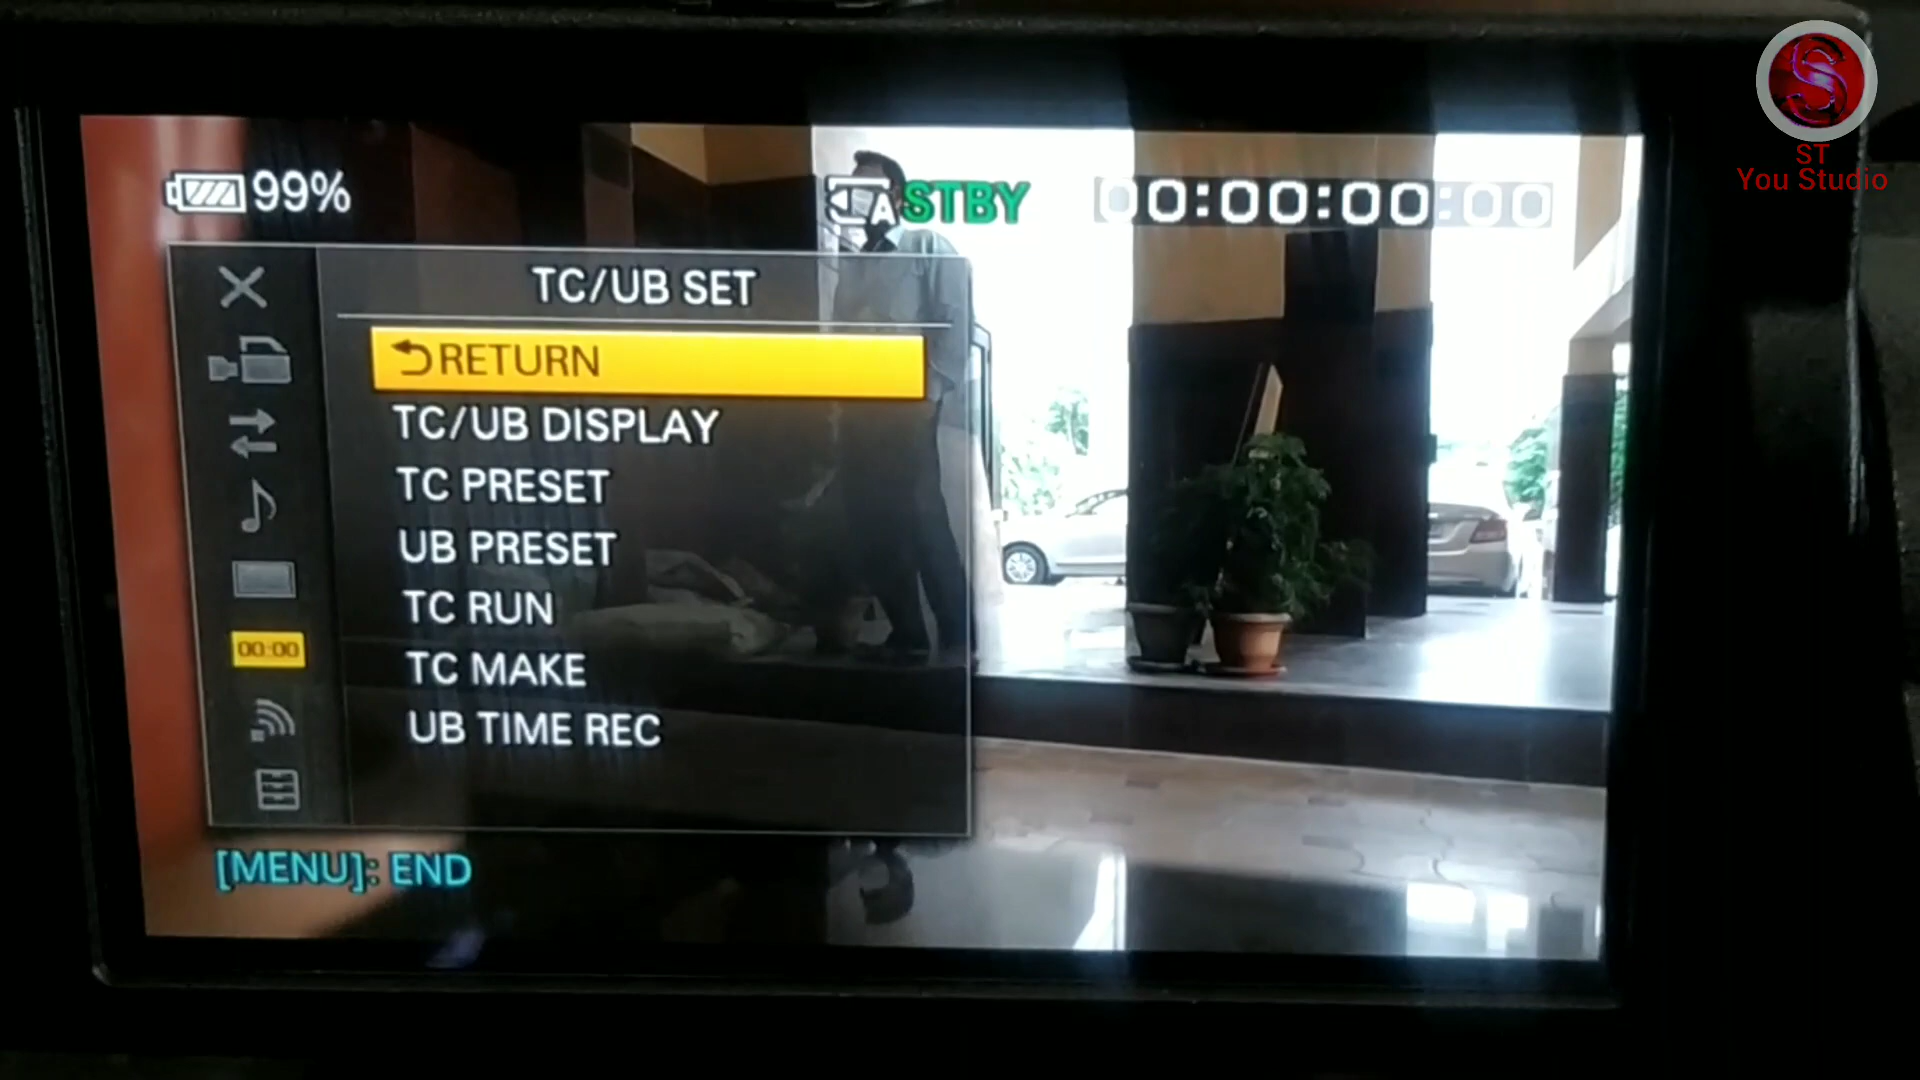 ST
You Studio
99%
A STBY 00:00:00:00
TC/UB SET
RETURN
TC/UB DISPLAY
TC PRESET
UB PRESET
TC RUN
00:00
TC MAKE
UB TIME REC
[MENU]: END